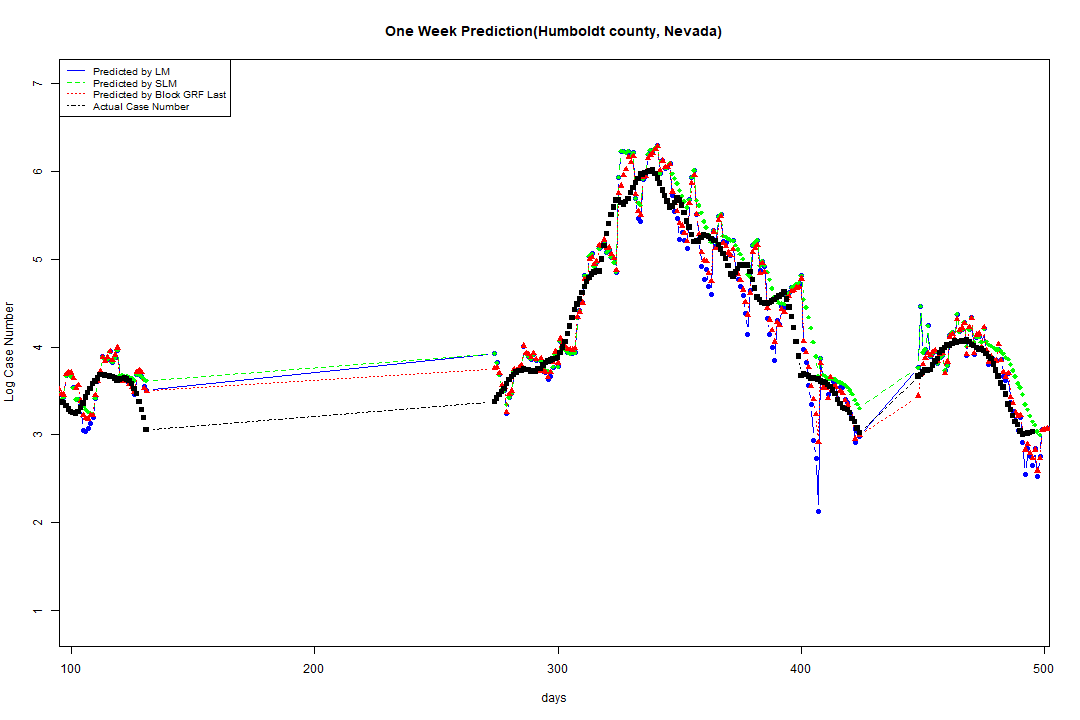 One Week Prediction(Humboldt county, Nevada)
Predicted by LM
Predicted by SLM
Predicted by Block GRF Last
Actual Case Number
Log Case Number
7
6
5
4
3
2
1
100 200 300 400 500
days